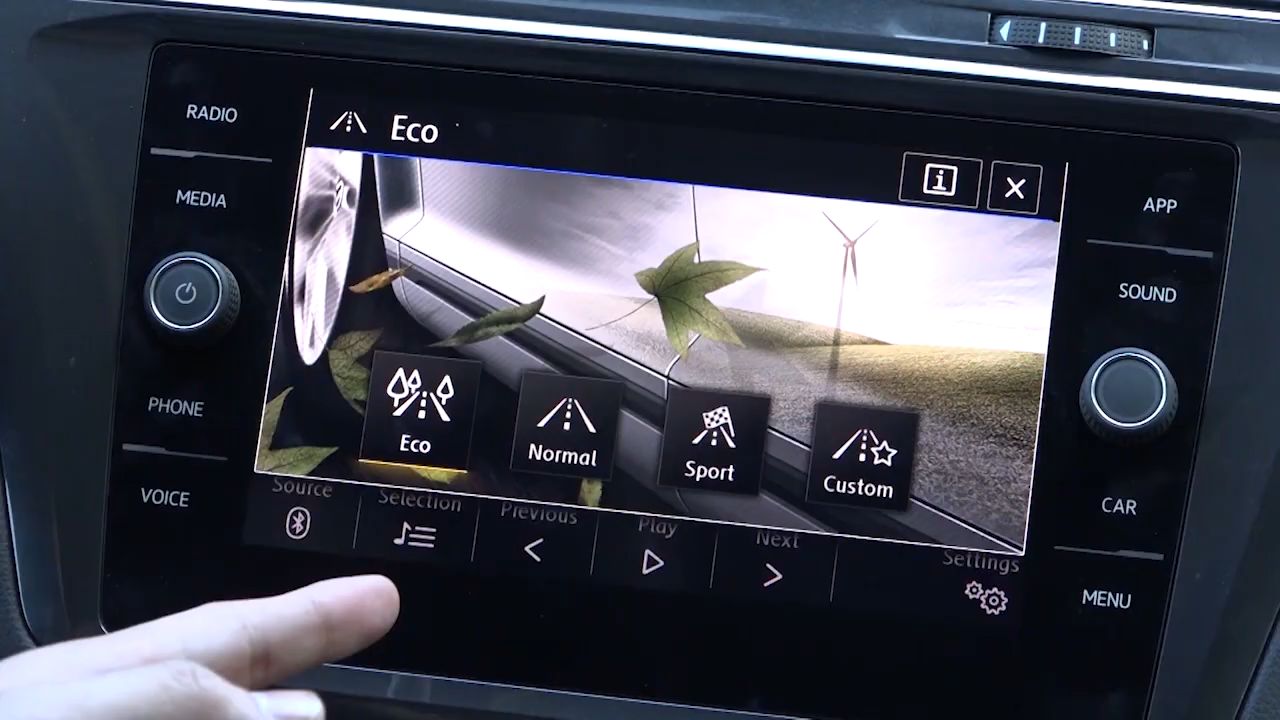 RADIO
MEDIA
PHONE
VOICE
Eco
i
Eco
Normal
Sport
Custom
Source
Selection
Previous
Play
Next
Settings
APP
SOUND
CAR
MENU